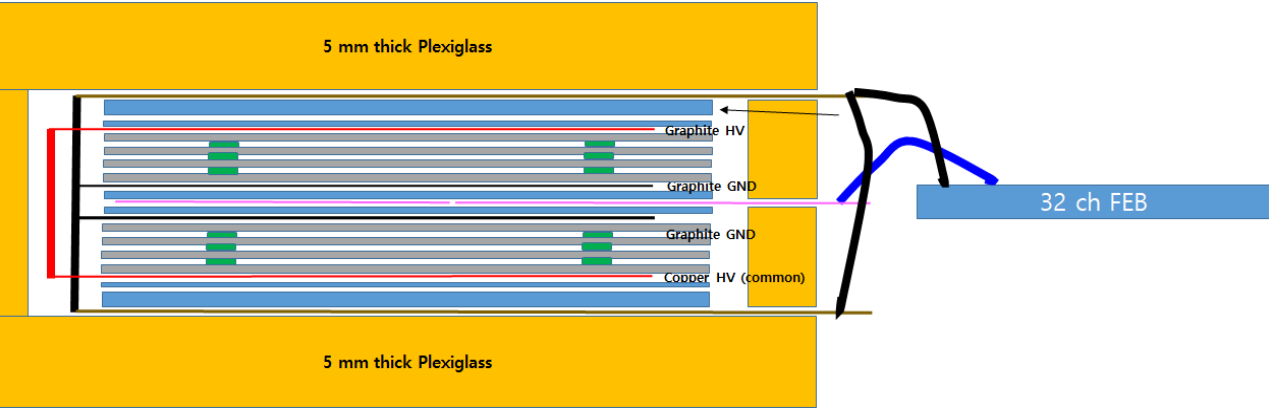 5 mm thick Plexiglass
Graphite HV
Graphite GND
32 ch FEB
Graphite GND
Copper HV (common)
5 mm thick Plexiglass